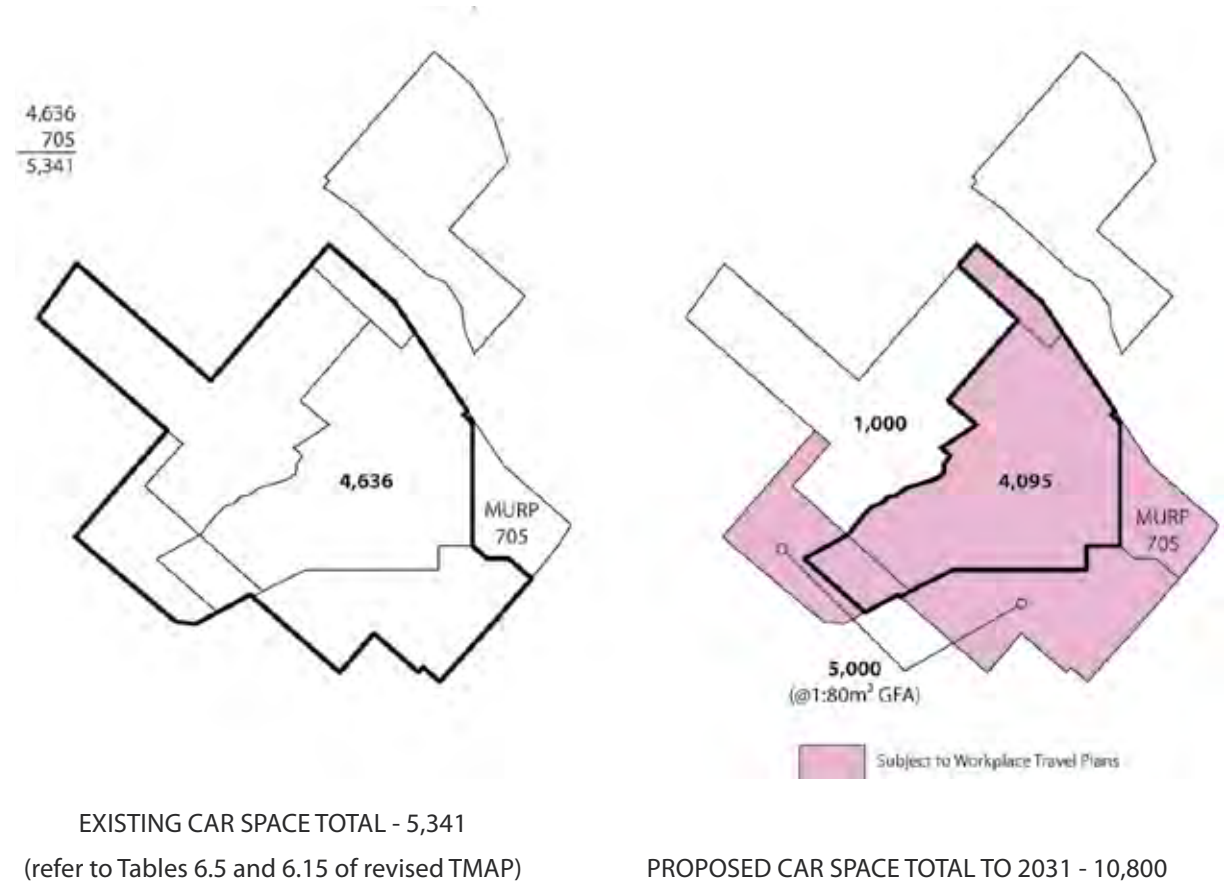 4,636
705
5,341
4,636
MURP
705
1,000
4,095
MURP
705
5,000
(@1:80m² GFA)
Subject to Workplace Travel Plans
EXISTING CAR SPACE TOTAL - 5,341
(refer to Tables 6.5 and 6.15 of revised TMAP)
PROPOSED CAR SPACE TOTAL TO 2031 - 10,800